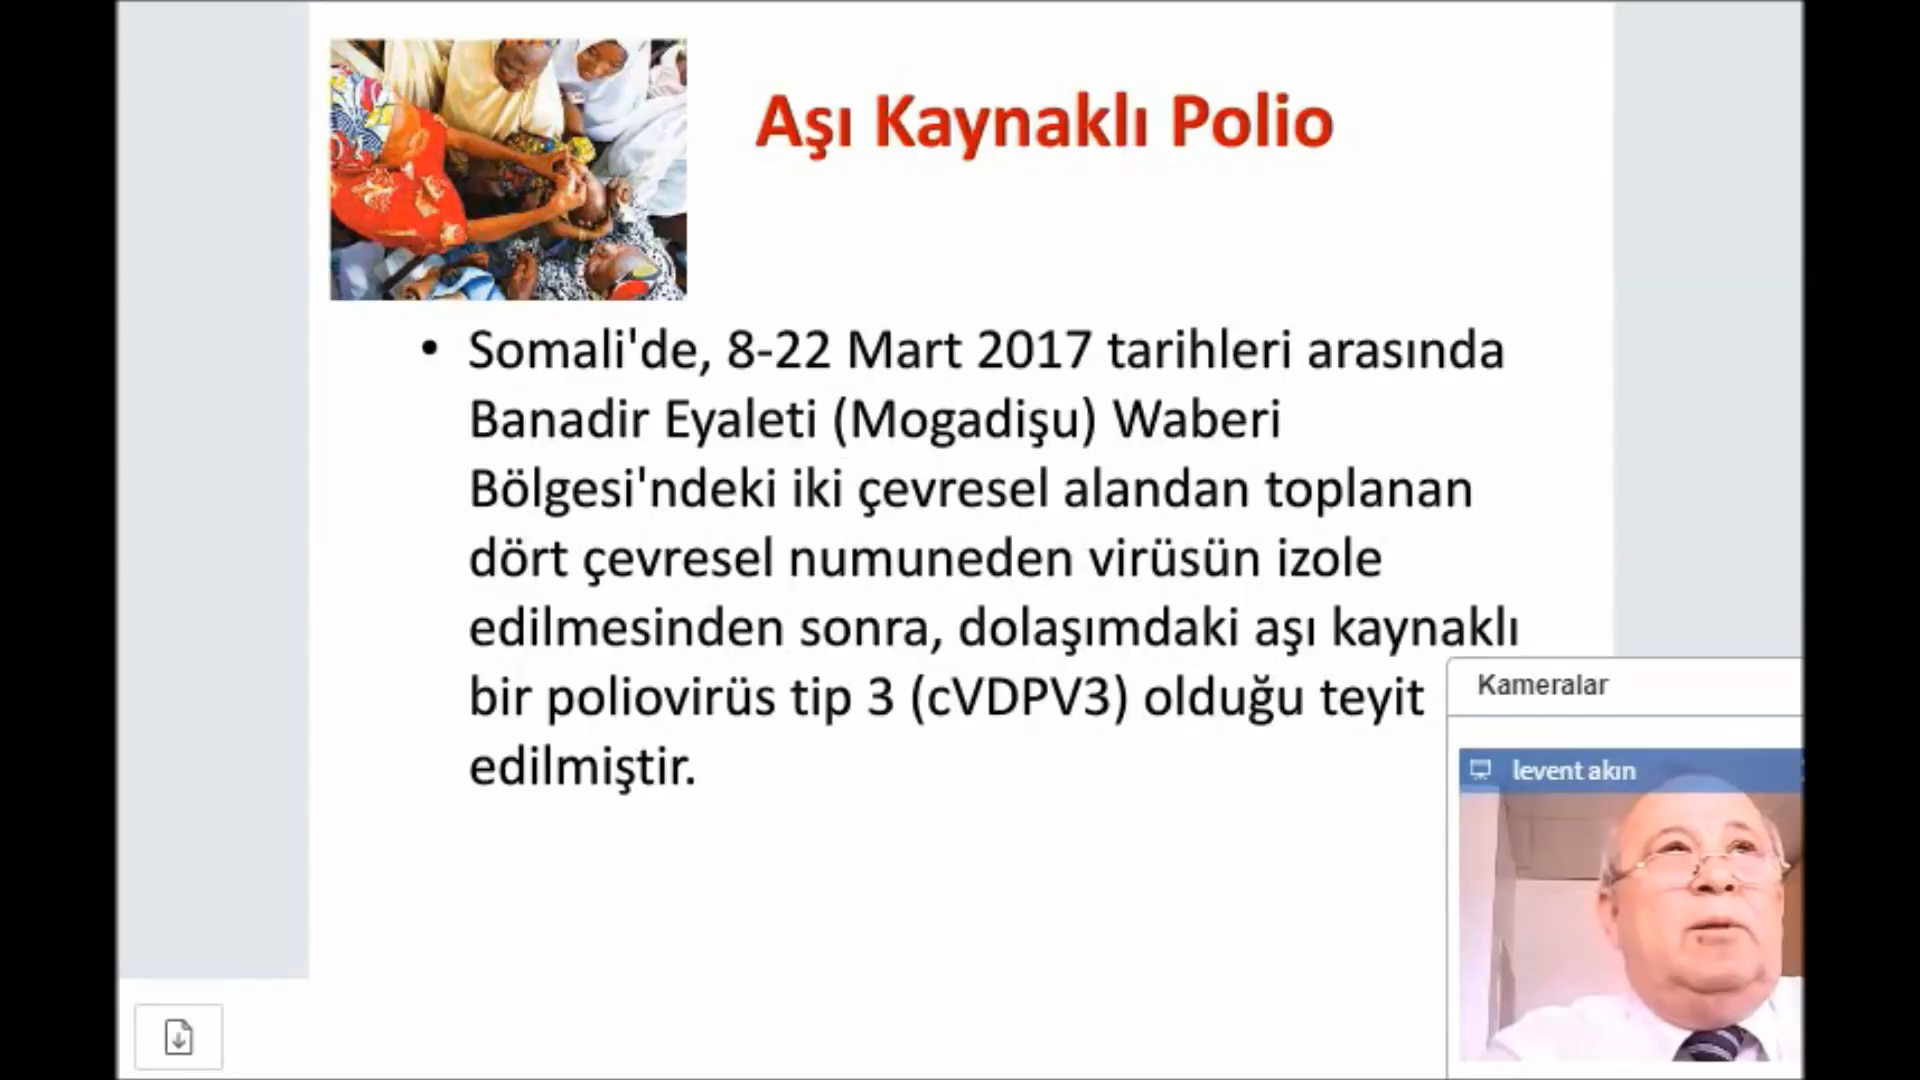 Aşı Kaynaklı Polio
• Somali'de, 8-22 Mart 2017 tarihleri arasında
Banadir Eyaleti (Mogadişu) Waberi
Bölgesi'ndeki iki çevresel alandan toplanan
dört çevresel numuneden virüsün izole
edilmesinden sonra, dolaşımdaki aşı kaynaklı
bir poliovirüs tip 3 (cVDPV3) olduğu teyit
edilmiştir.
Kameralar
levent akın